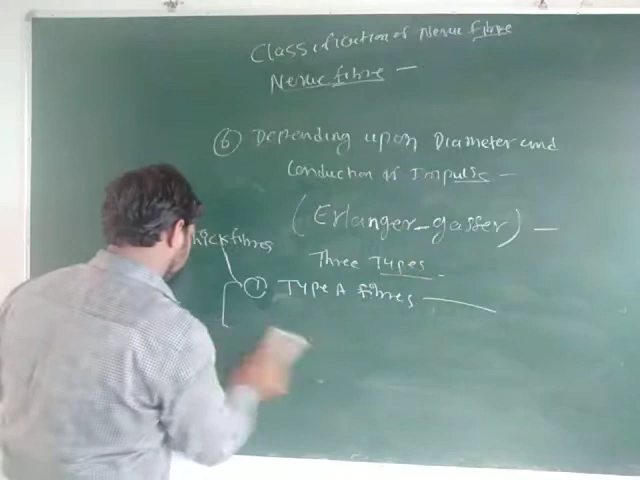 Classification of Nerve fibre
Nerve fibre —
⑥ Depending upon Diameter and
Conduction of Impulse —
(Erlanger-gasser) —
Three Types -
thick fibres
① Type A fibres —